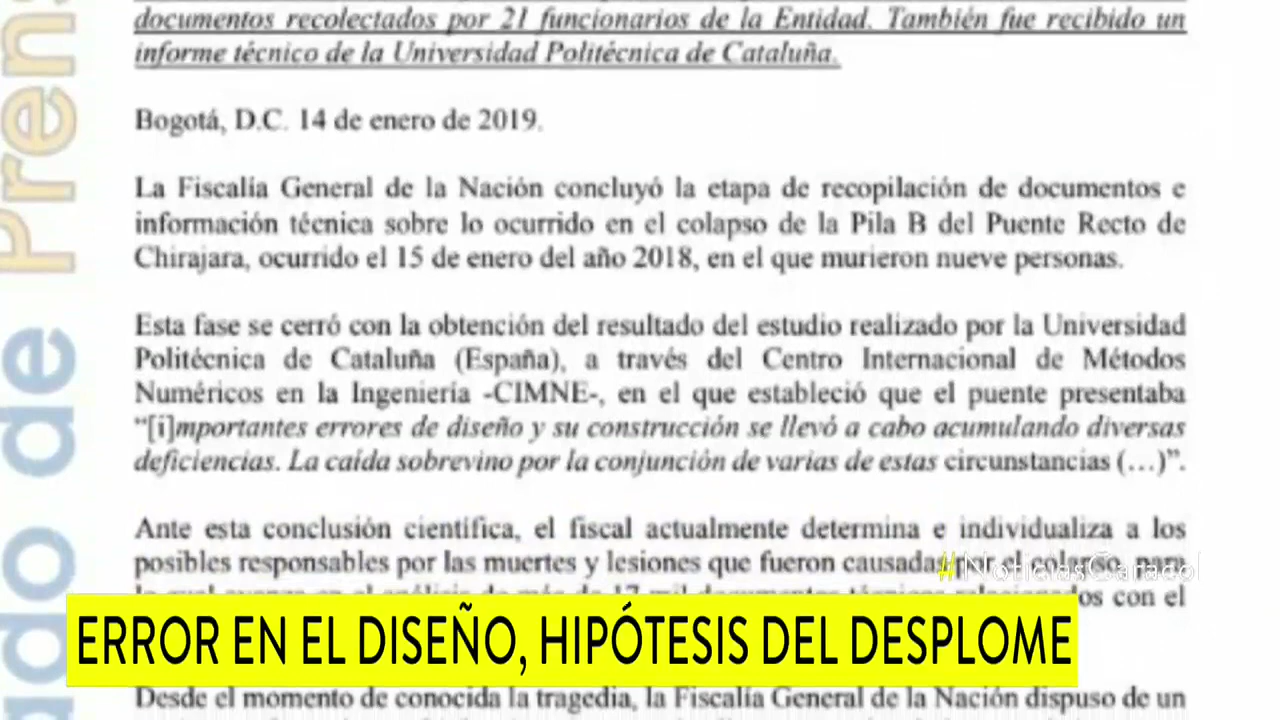 documentos recolectados por 21 funcionarios de la Entidad. También fue recibido un
informe técnico de la Universidad Politécnica de Cataluña.
Bogotá, D.C. 14 de enero de 2019.
La Fiscalía General de la Nación concluyó la etapa de recopilación de documentos e
información técnica sobre lo ocurrido en el colapso de la Pila B del Puente Recto de
Chirajara, ocurrido el 15 de enero del año 2018, en el que murieron nueve personas.
Esta fase se cerró con la obtención del resultado del estudio realizado por la Universidad
Politécnica de Cataluña (España), a través del Centro Internacional de Métodos
Numéricos en la Ingeniería -CIMNE-, en el que estableció que el puente presentaba
“[i]mportantes errores de diseño y su construcción se llevó a cabo acumulando diversas
deficiencias. La caída sobrevino por la conjunción de varias de estas circunstancias (…)”.
Ante esta conclusión científica, el fiscal actualmente determina e individualiza a los
posibles responsables por las muertes y lesiones que fueron causadas por el colapso, para
#NoticiasCaracol
con el
ERROR EN EL DISEÑO, HIPÓTESIS DEL DESPLOME
Desde el momento de conocida la tragedia, la Fiscalía General de la Nación dispuso de un
do de Prens